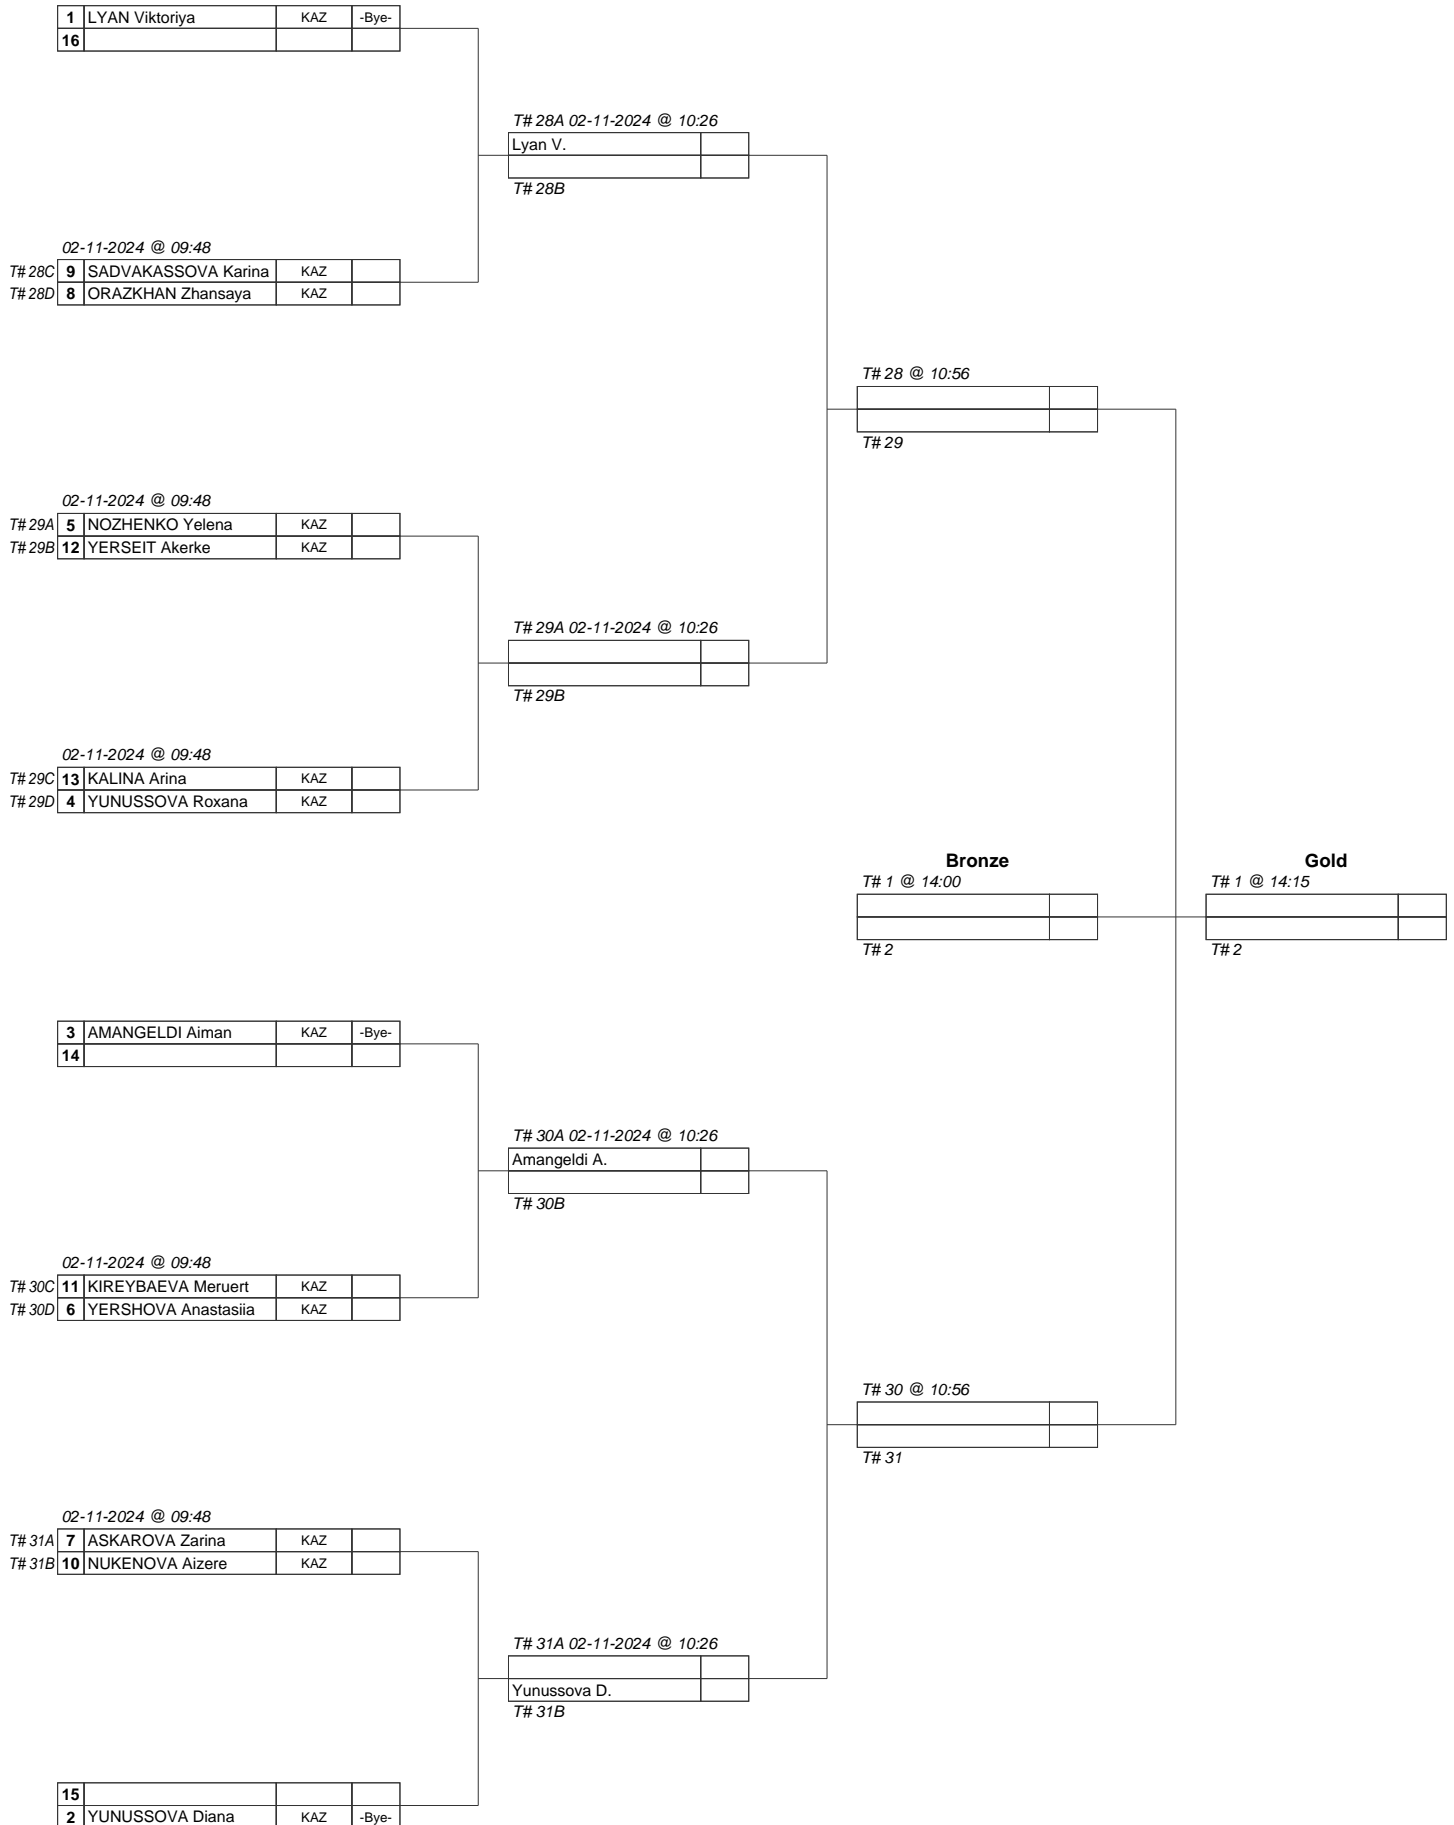 1 LYAN Viktoriya KAZ -Bye-
16
T# 28A 02-11-2024 @ 10:26
Lyan V.
T# 28B
02-11-2024 @ 09:48
T# 28C 9 SADVAKASSOVA Karina KAZ
T# 28D 8 ORAZKHAN Zhansaya KAZ
T# 28 @ 10:56
T# 29
02-11-2024 @ 09:48
T# 29A 5 NOZHENKO Yelena KAZ
T# 29B 12 YERSEIT Akerke KAZ
T# 29A 02-11-2024 @ 10:26
T# 29B
02-11-2024 @ 09:48
T# 29C 13 KALINA Arina KAZ
T# 29D 4 YUNUSSOVA Roxana KAZ
Bronze Gold
T# 1 @ 14:00 T# 1 @ 14:15
T# 2 T# 2
3 AMANGELDI Aiman KAZ -Bye-
14
T# 30A 02-11-2024 @ 10:26
Amangeldi A.
T# 30B
02-11-2024 @ 09:48
T# 30C 11 KIREYBAEVA Meruert KAZ
T# 30D 6 YERSHOVA Anastasiia KAZ
T# 30 @ 10:56
T# 31
02-11-2024 @ 09:48
T# 31A 7 ASKAROVA Zarina KAZ
T# 31B 10 NUKENOVA Aizere KAZ
T# 31A 02-11-2024 @ 10:26
Yunussova D.
T# 31B
15
2 YUNUSSOVA Diana KAZ -Bye-